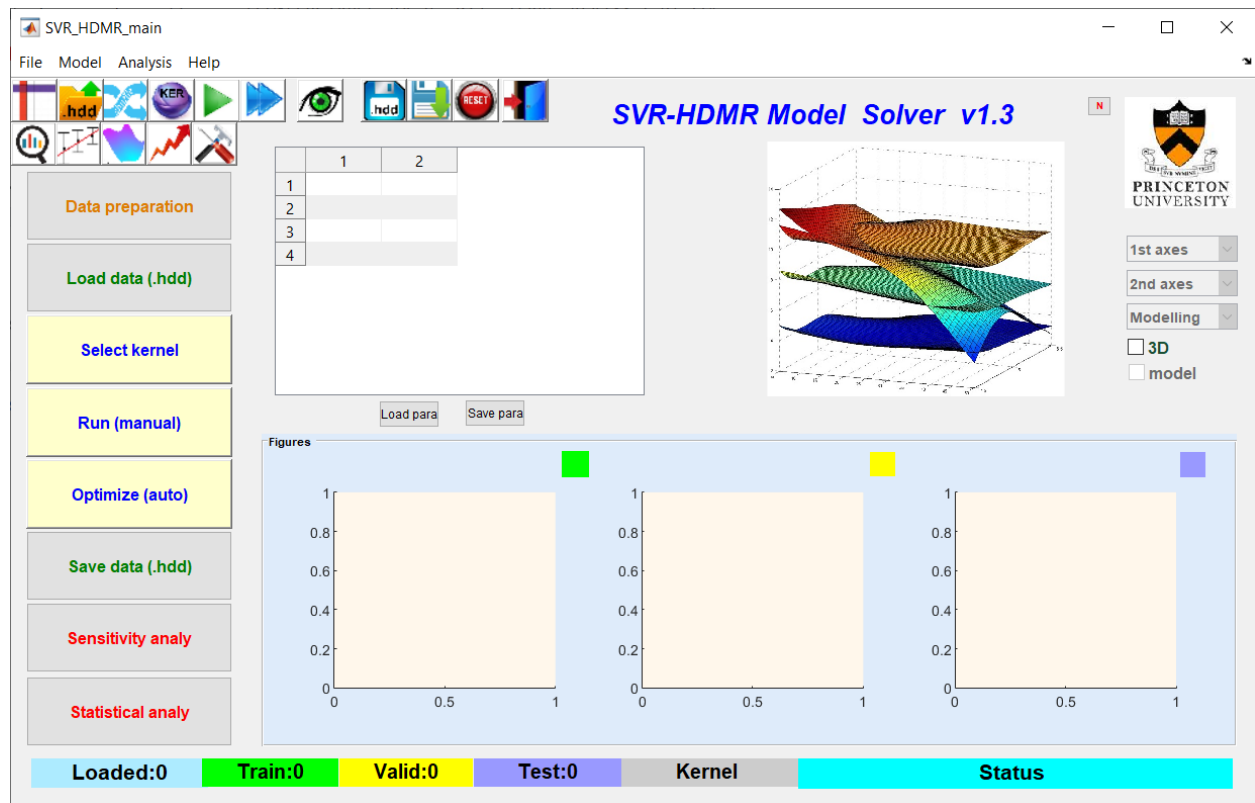 SVR_HDMR_main
File Model Analysis Help
.hdd
KER
.hdd
RESET
SVR-HDMR Model Solver v1.3
N
PRINCETON
UNIVERSITY
1 2
1
2
3
4
Data preparation
Load data (.hdd)
Select kernel
Run (manual)
Optimize (auto)
Save data (.hdd)
Sensitivity analy
Statistical analy
1st axes
2nd axes
Modelling
3D
model
Load para Save para
Figures
1
0.8
0.6
0.4
0.2
0
0 0.5 1
1
0.8
0.6
0.4
0.2
0
0 0.5 1
1
0.8
0.6
0.4
0.2
0
0 0.5 1
Loaded:0 Train:0 Valid:0 Test:0 Kernel Status